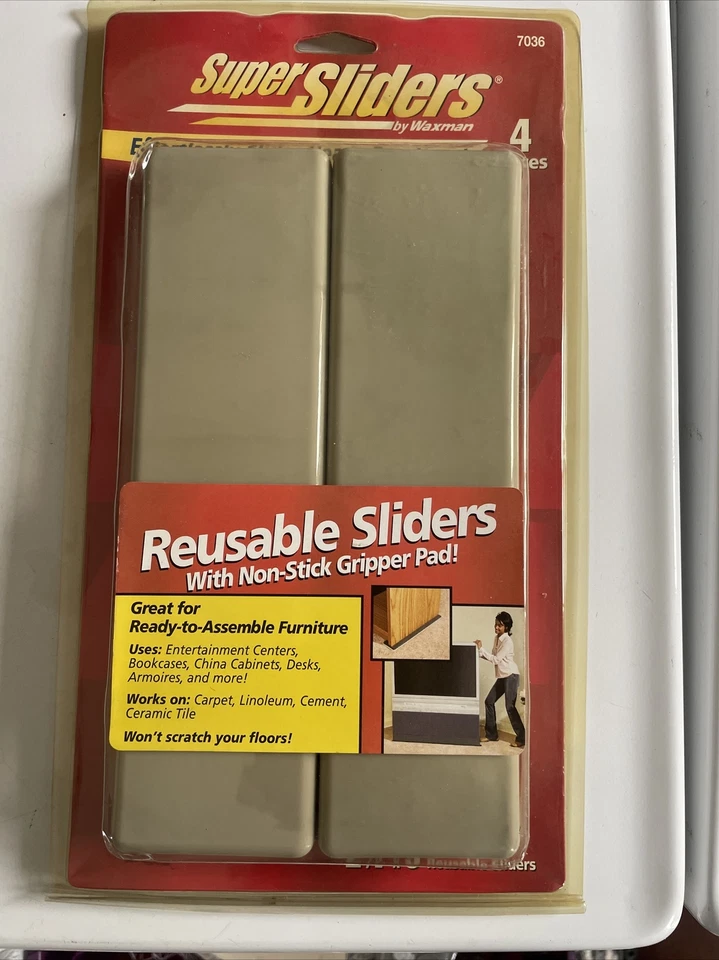 7036
Super Sliders®
by Waxman
4
Reusable Sliders
With Non-Stick Gripper Pad!
Great for
Ready-to-Assemble Furniture
Uses: Entertainment Centers,
Bookcases, China Cabinets, Desks,
Armoires, and more!
Works on: Carpet, Linoleum, Cement,
Ceramic Tile
Won't scratch your floors!
Reusable Sliders